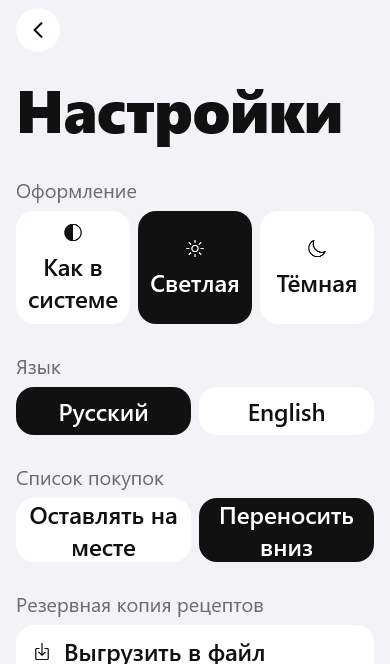 Настройки
Оформление
Как в
системе
Светлая
Тёмная
Язык
Русский
English
Список покупок
Оставлять на
месте
Переносить
вниз
Резервная копия рецептов
Выгрузить в файл